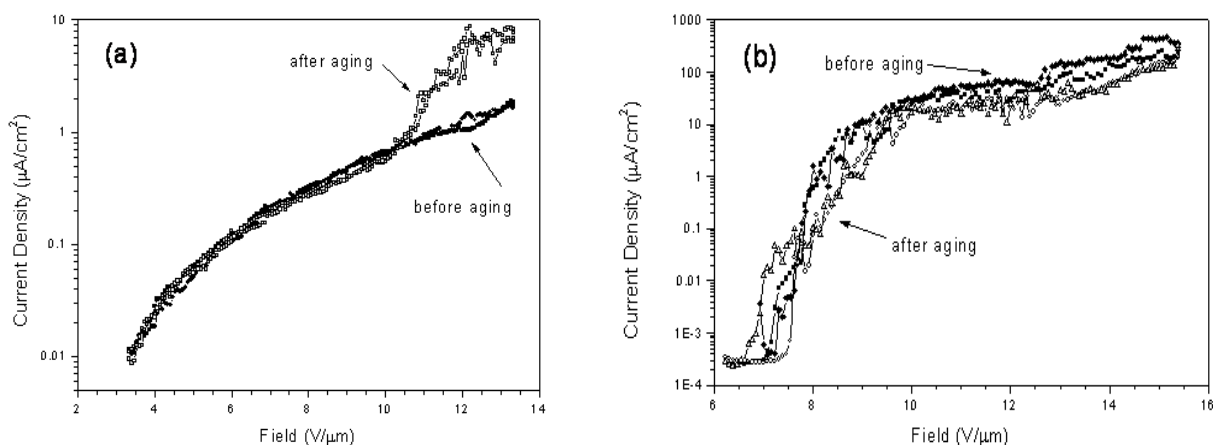 (a)
10
1
0.1
0.01
Current Density (µA/cm²)
after aging
before aging
2 4 6 8 10 12 14
Field (V/µm)
(b)
1000
100
10
1
0.1
0.01
1E-3
1E-4
Current Density (µA/cm²)
before aging
after aging
6 8 10 12 14 16
Field (V/µm)